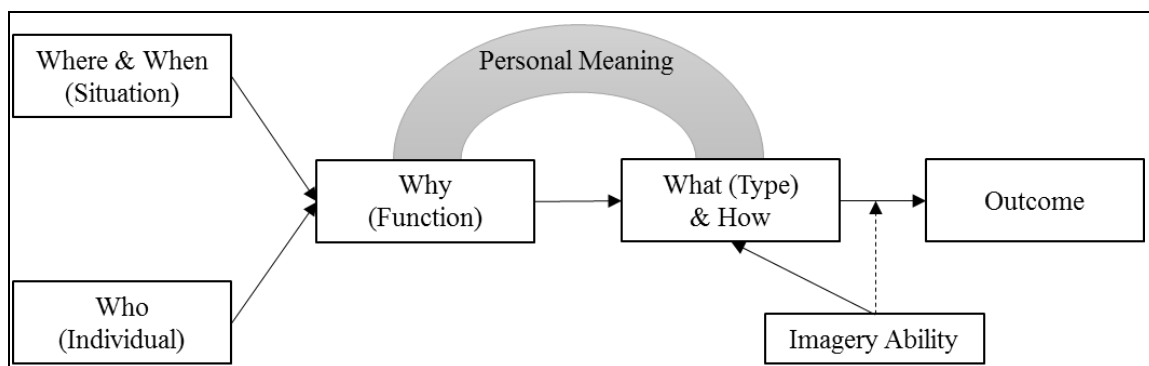 Where & When
(Situation)
Personal Meaning
Why
(Function)
What (Type)
& How
Outcome
Who
(Individual)
Imagery Ability